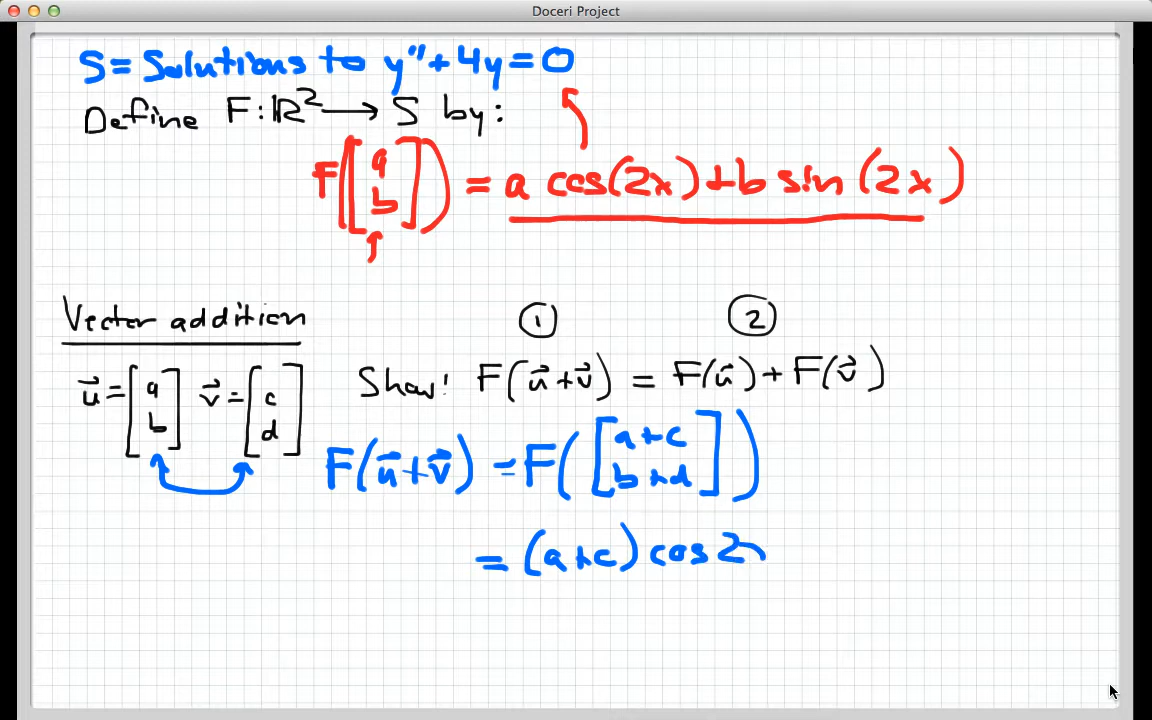 Doceri Project
S = Solutions to y'' + 4y = 0
Define F: ℝ² → S by:
F([a b]) = a cos(2x) + b sin(2x)
Vector addition ① ②
u⃗ = [a b] v⃗ = [c d] Show: F(u⃗ + v⃗) = F(u⃗) + F(v⃗)
F(u⃗ + v⃗) = F([a+c b+d])
= (a+c) cos 2